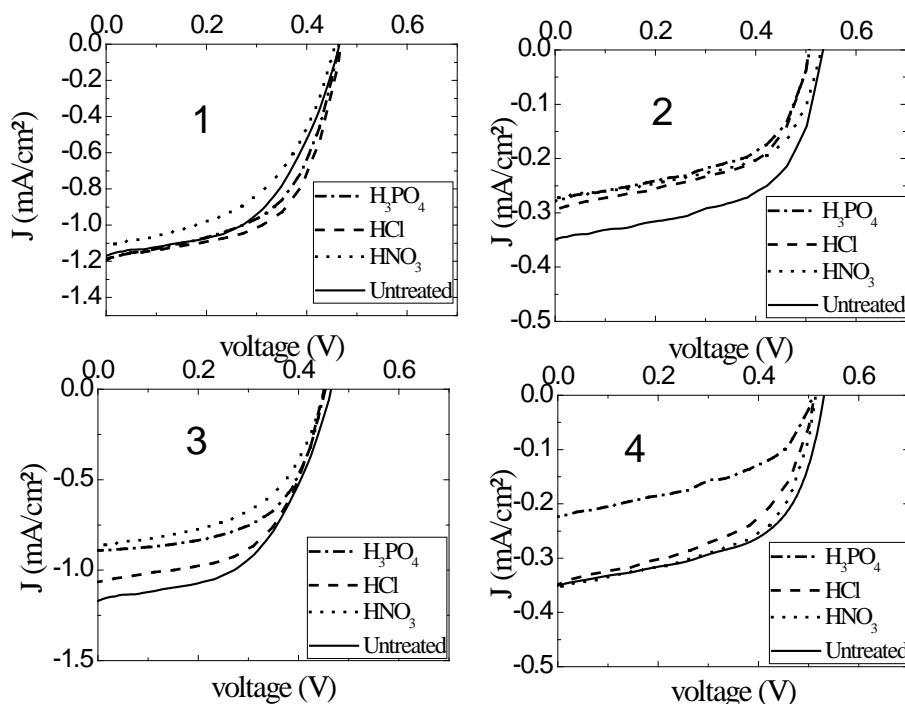 0.0 0.2 0.4 0.6
0.0
-0.2
-0.4
-0.6
-0.8
-1.0
-1.2
-1.4
J (mA/cm²)
1
H₃PO₄
HCl
HNO₃
Untreated
voltage (V)
0.0 0.2 0.4 0.6
0.0
-0.1
-0.2
-0.3
-0.4
-0.5
J (mA/cm²)
2
H₃PO₄
HCl
HNO₃
Untreated
voltage (V)
0.0 0.2 0.4 0.6
0.0
-0.5
-1.0
-1.5
J (mA/cm²)
3
H₃PO₄
HCl
HNO₃
Untreated
voltage (V)
0.0 0.2 0.4 0.6
0.0
-0.1
-0.2
-0.3
-0.4
-0.5
J (mA/cm²)
4
H₃PO₄
HCl
HNO₃
Untreated
voltage (V)